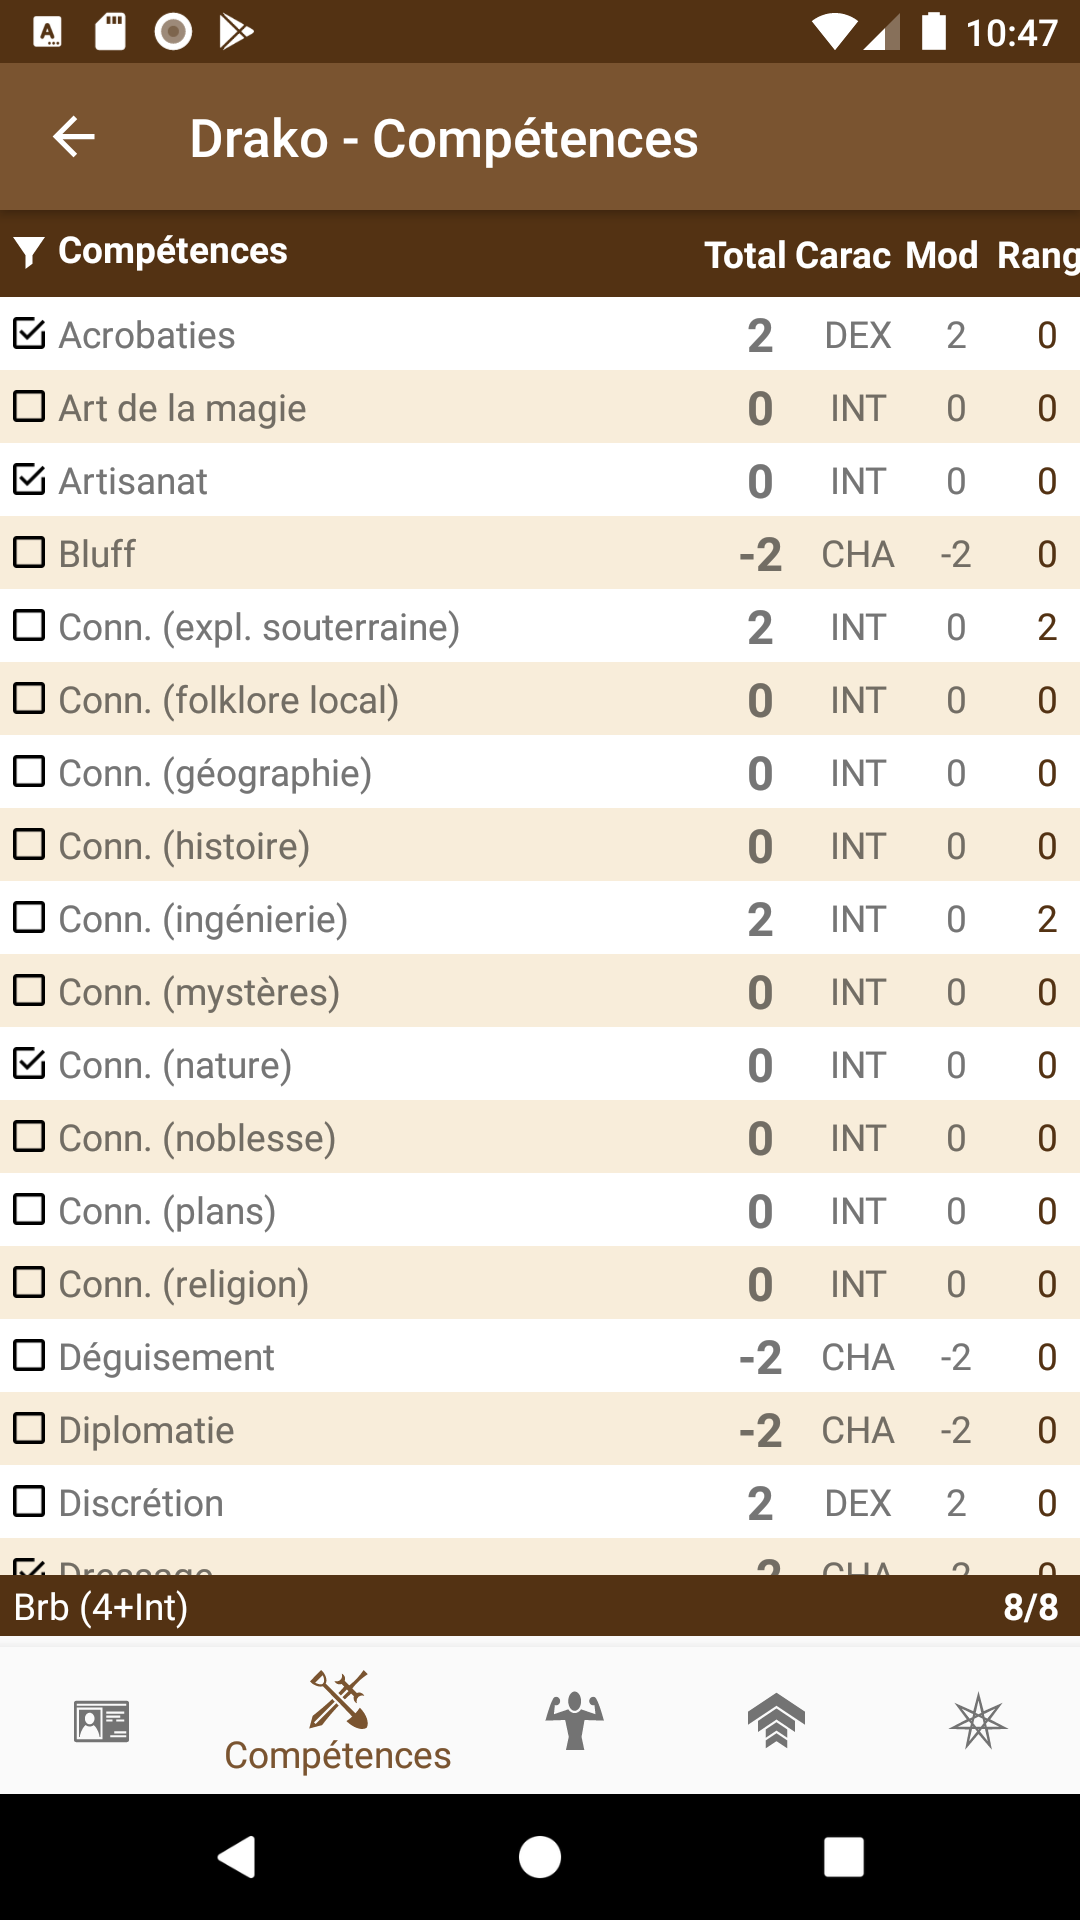 10:47
Drako - Compétences
Compétences Total Carac Mod Rang
Acrobaties 2 DEX 2 0
Art de la magie 0 INT 0 0
Artisanat 0 INT 0 0
Bluff -2 CHA -2 0
Conn. (expl. souterraine) 2 INT 0 2
Conn. (folklore local) 0 INT 0 0
Conn. (géographie) 0 INT 0 0
Conn. (histoire) 0 INT 0 0
Conn. (ingénierie) 2 INT 0 2
Conn. (mystères) 0 INT 0 0
Conn. (nature) 0 INT 0 0
Conn. (noblesse) 0 INT 0 0
Conn. (plans) 0 INT 0 0
Conn. (religion) 0 INT 0 0
Déguisement -2 CHA -2 0
Diplomatie -2 CHA -2 0
Discrétion 2 DEX 2 0
Dressage CHA 0
Brb (4+Int) 8/8
Compétences